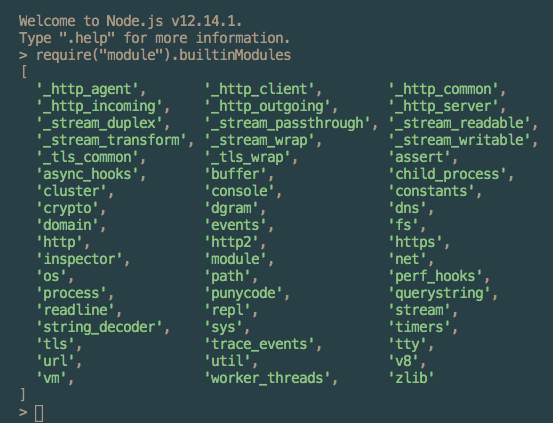 Welcome to Node.js v12.14.1.
Type ".help" for more information.
> require("module").builtinModules
[
  '_http_agent',       '_http_client',        '_http_common',
  '_http_incoming',    '_http_outgoing',      '_http_server',
  '_stream_duplex',    '_stream_passthrough', '_stream_readable',
  '_stream_transform', '_stream_wrap',        '_stream_writable',
  '_tls_common',       '_tls_wrap',           'assert',
  'async_hooks',       'buffer',              'child_process',
  'cluster',           'console',             'constants',
  'crypto',            'dgram',               'dns',
  'domain',            'events',              'fs',
  'http',              'http2',               'https',
  'inspector',         'module',              'net',
  'os',                'path',                'perf_hooks',
  'process',           'punycode',            'querystring',
  'readline',          'repl',                'stream',
  'string_decoder',    'sys',                 'timers',
  'tls',               'trace_events',        'tty',
  'url',               'util',                'v8',
  'vm',                'worker_threads',      'zlib'
]
>